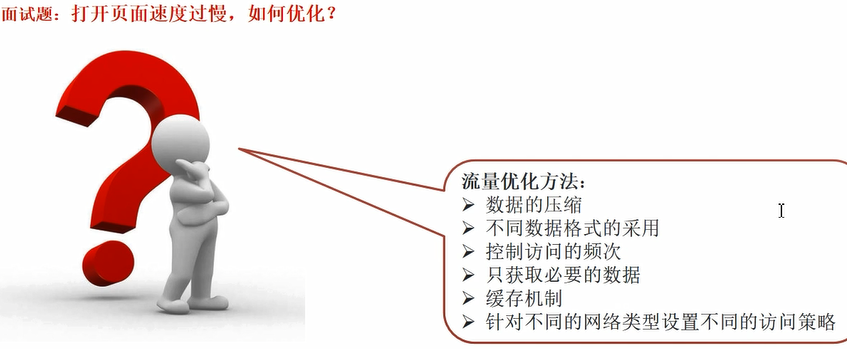 面试题：打开页面速度过慢，如何优化？
流量优化方法：
➢ 数据的压缩
➢ 不同数据格式的采用
➢ 控制访问的频次
➢ 只获取必要的数据
➢ 缓存机制
➢ 针对不同的网络类型设置不同的访问策略